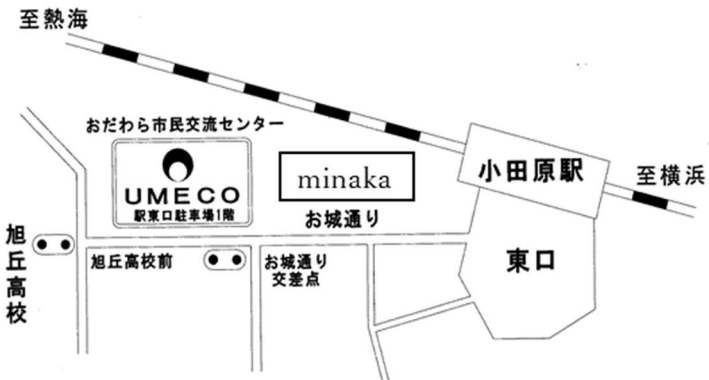 至熱海
おだわら市民交流センター
UMECO
駅東口駐車場1階
minaka
小田原駅
至横浜
お城通り
東口
旭丘高校
旭丘高校前
お城通り
交差点